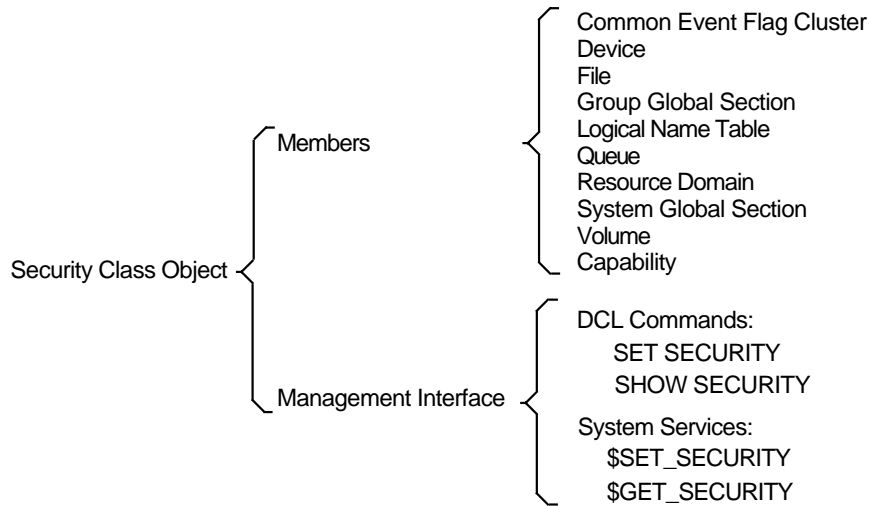 Common Event Flag Cluster
Device
File
Group Global Section
Logical Name Table
Queue
Resource Domain
System Global Section
Volume
Capability
Members
Security Class Object
DCL Commands:
SET SECURITY
SHOW SECURITY
Management Interface
System Services:
$SET_SECURITY
$GET_SECURITY